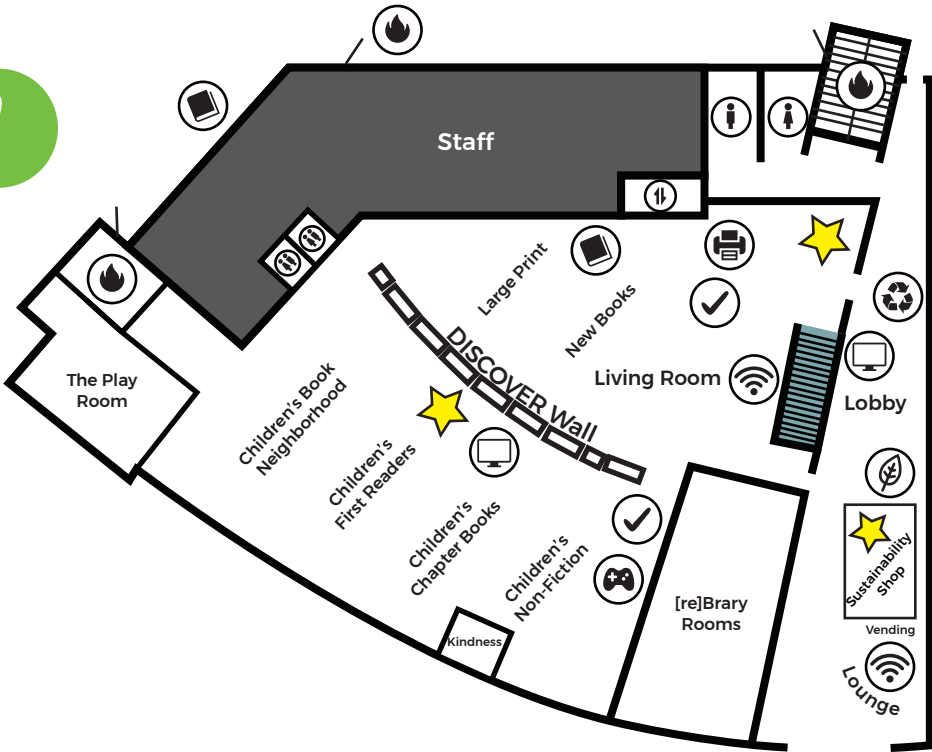 Staff
Large Print
New Books
DISCOVER Wall
Living Room
Lobby
The Play
Room
Children's Book
Neighborhood
Children's
First Readers
Children's
Chapter Books
Children's
Non-Fiction
Kindness
[re]Brary
Rooms
Sustainability
Shop
Vending
Lounge